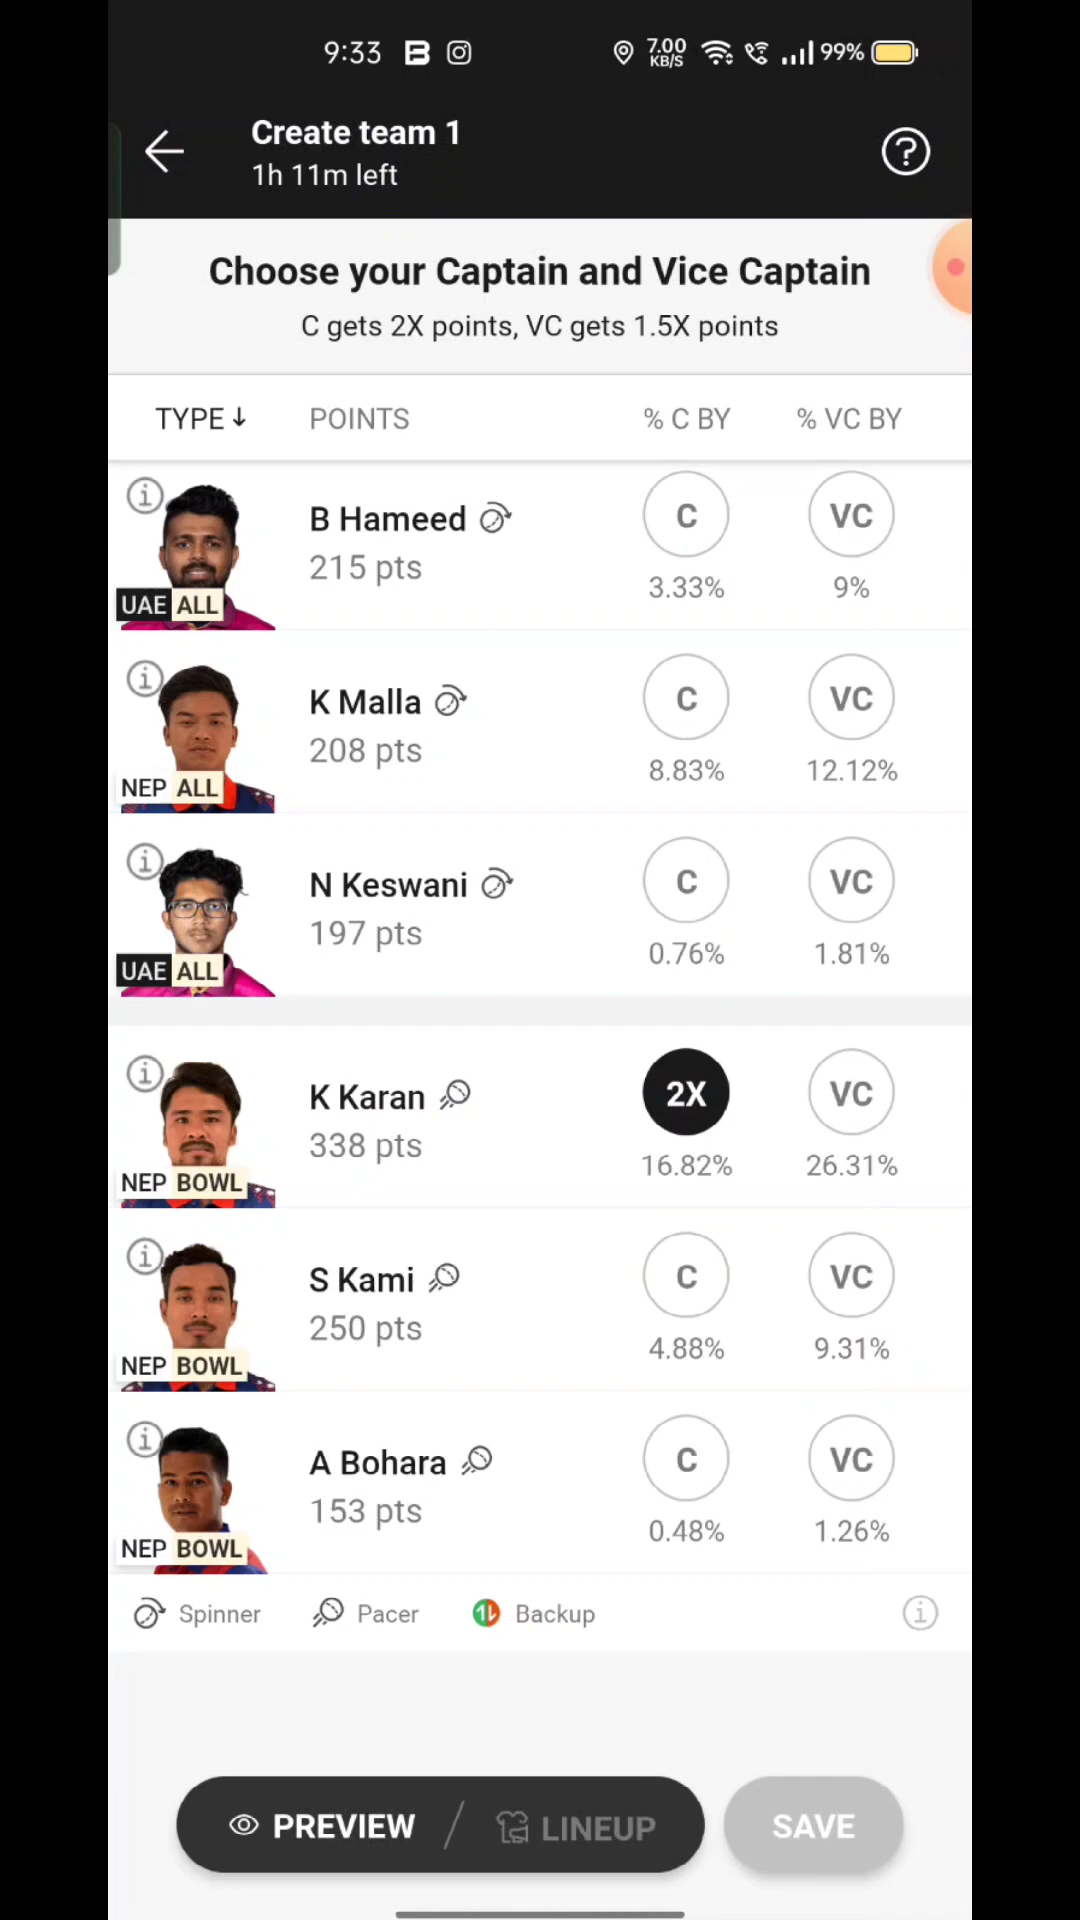 9:33 7.00 KB/S 99%
Create team 1
1h 11m left
Choose your Captain and Vice Captain
C gets 2X points, VC gets 1.5X points
TYPE↓ POINTS % C BY % VC BY
B Hameed C VC
215 pts 3.33% 9%
UAE ALL
K Malla C VC
208 pts 8.83% 12.12%
NEP ALL
N Keswani C VC
197 pts 0.76% 1.81%
UAE ALL
K Karan 2X VC
338 pts 16.82% 26.31%
NEP BOWL
S Kami C VC
250 pts 4.88% 9.31%
NEP BOWL
A Bohara C VC
153 pts 0.48% 1.26%
NEP BOWL
Spinner Pacer Backup
PREVIEW / LINEUP SAVE